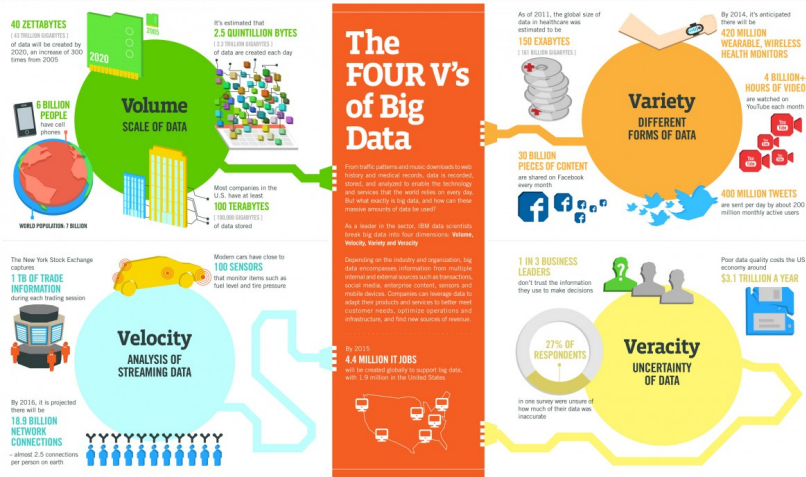 40 ZETTABYTES
[ 43 TRILLION GIGABYTES ]
of data will be created by
2020, an increase of 300
times from 2005
2005
2020
It's estimated that
2.5 QUINTILLION BYTES
[ 2.3 TRILLION GIGABYTES ]
of data are created each day
6 BILLION
PEOPLE
have cell
phones
WORLD POPULATION: 7 BILLION
Volume
SCALE OF DATA
Most companies in the
U.S. have at least
100 TERABYTES
[ 100,000 GIGABYTES ]
of data stored
The New York Stock Exchange
captures
1 TB OF TRADE
INFORMATION
during each trading session
Modern cars have close to
100 SENSORS
that monitor items such as
fuel level and tire pressure
Velocity
ANALYSIS OF
STREAMING DATA
By 2016, it is projected
there will be
18.9 BILLION
NETWORK
CONNECTIONS
– almost 2.5 connections
per person on earth
The
FOUR V's
of Big
Data
From traffic patterns and music downloads to web
history and medical records, data is recorded,
stored, and analyzed to enable the technology
and services that the world relies on every day.
But what exactly is big data, and how can these
massive amounts of data be used?
As a leader in the sector, IBM data scientists
break big data into four dimensions: Volume,
Velocity, Variety and Veracity
Depending on the industry and organization, big
data encompasses information from multiple
internal and external sources such as transactions,
social media, enterprise content, sensors and
mobile devices. Companies can leverage data to
adapt their products and services to better meet
customer needs, optimize operations and
infrastructure, and find new sources of revenue.
By 2015
4.4 MILLION IT JOBS
will be created globally to support big data,
with 1.9 million in the United States
As of 2011, the global size of
data in healthcare was
estimated to be
150 EXABYTES
[ 161 BILLION GIGABYTES ]
By 2014, it's anticipated
there will be
420 MILLION
WEARABLE, WIRELESS
HEALTH MONITORS
Variety
DIFFERENT
FORMS OF DATA
4 BILLION+
HOURS OF VIDEO
are watched on
YouTube each month
You
Tube
You
Tube
You
Tube
You
Tube
30 BILLION
PIECES OF CONTENT
are shared on Facebook
every month
f
f
f
f
f
f
f
400 MILLION TWEETS
are sent per day by about 200
million monthly active users
1 IN 3 BUSINESS
LEADERS
don't trust the information
they use to make decisions
?
Poor data quality costs the US
economy around
$3.1 TRILLION A YEAR
27% OF
RESPONDENTS
in one survey were unsure of
how much of their data was
inaccurate
Veracity
UNCERTAINTY
OF DATA